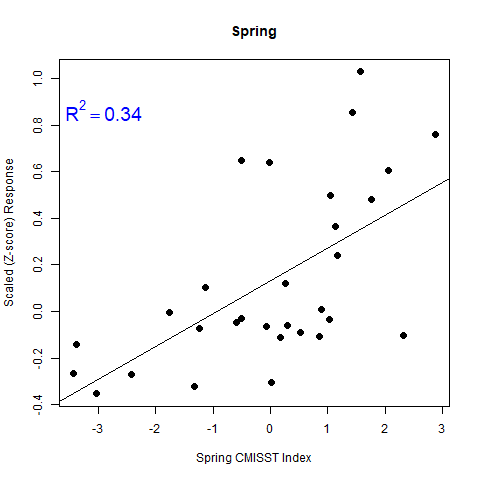 Spring
R² = 0.34
1.0
0.8
0.6
0.4
0.2
0.0
-0.2
-0.4
Scaled (Z-score) Response
-3 -2 -1 0 1 2 3
Spring CMISST Index